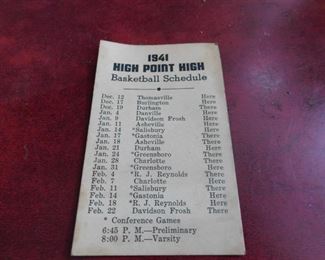 1941
HIGH POINT HIGH
Basketball Schedule
Dec. 12 Thomasville Here
Dec. 17 Burlington Here
Dec. 19 Durham There
Jan. 4 Danville Here
Jan. 9 Davidson Frosh Here
Jan. 11 Asheville Here
Jan. 14 *Salisbury Here
Jan. 17 *Gastonia There
Jan. 18 Asheville There
Jan. 21 Durham Here
Jan. 24 *Greensboro There
Jan. 28 Charlotte There
Jan. 31 *Greensboro Here
Feb. 4 *R. J. Reynolds There
Feb. 7 Charlotte Here
Feb. 11 *Salisbury There
Feb. 14 *Gastonia Here
Feb. 18 *R. J. Reynolds Here
Feb. 22 Davidson Frosh There
* Conference Games
6:45 P. M.—Preliminary
8:00 P. M.—Varsity